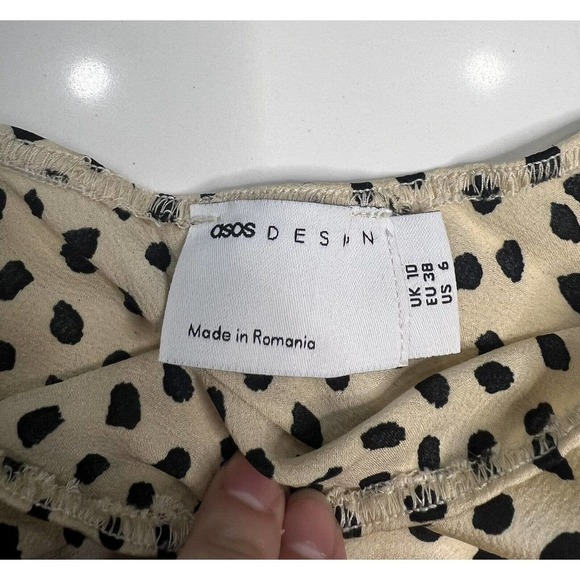 asos DESIGN
Made in Romania
UK 10
EU 38
US 6